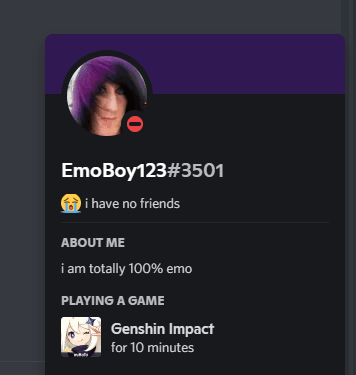 EmoBoy123#3501
😭 i have no friends
ABOUT ME
i am totally 100% emo
PLAYING A GAME
Genshin Impact
for 10 minutes